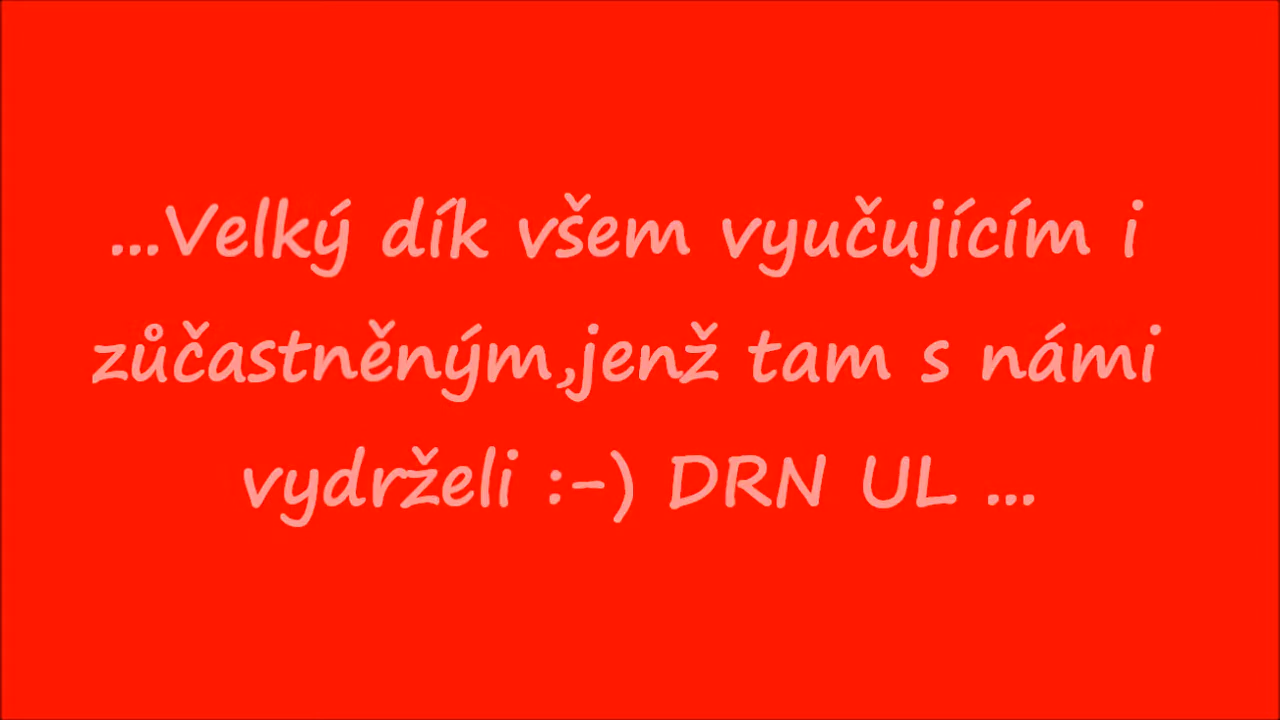 ...Velký dík všem vyučujícím i
zůčastněným,jenž tam s námi
vydrželi :-) DRN UL ...